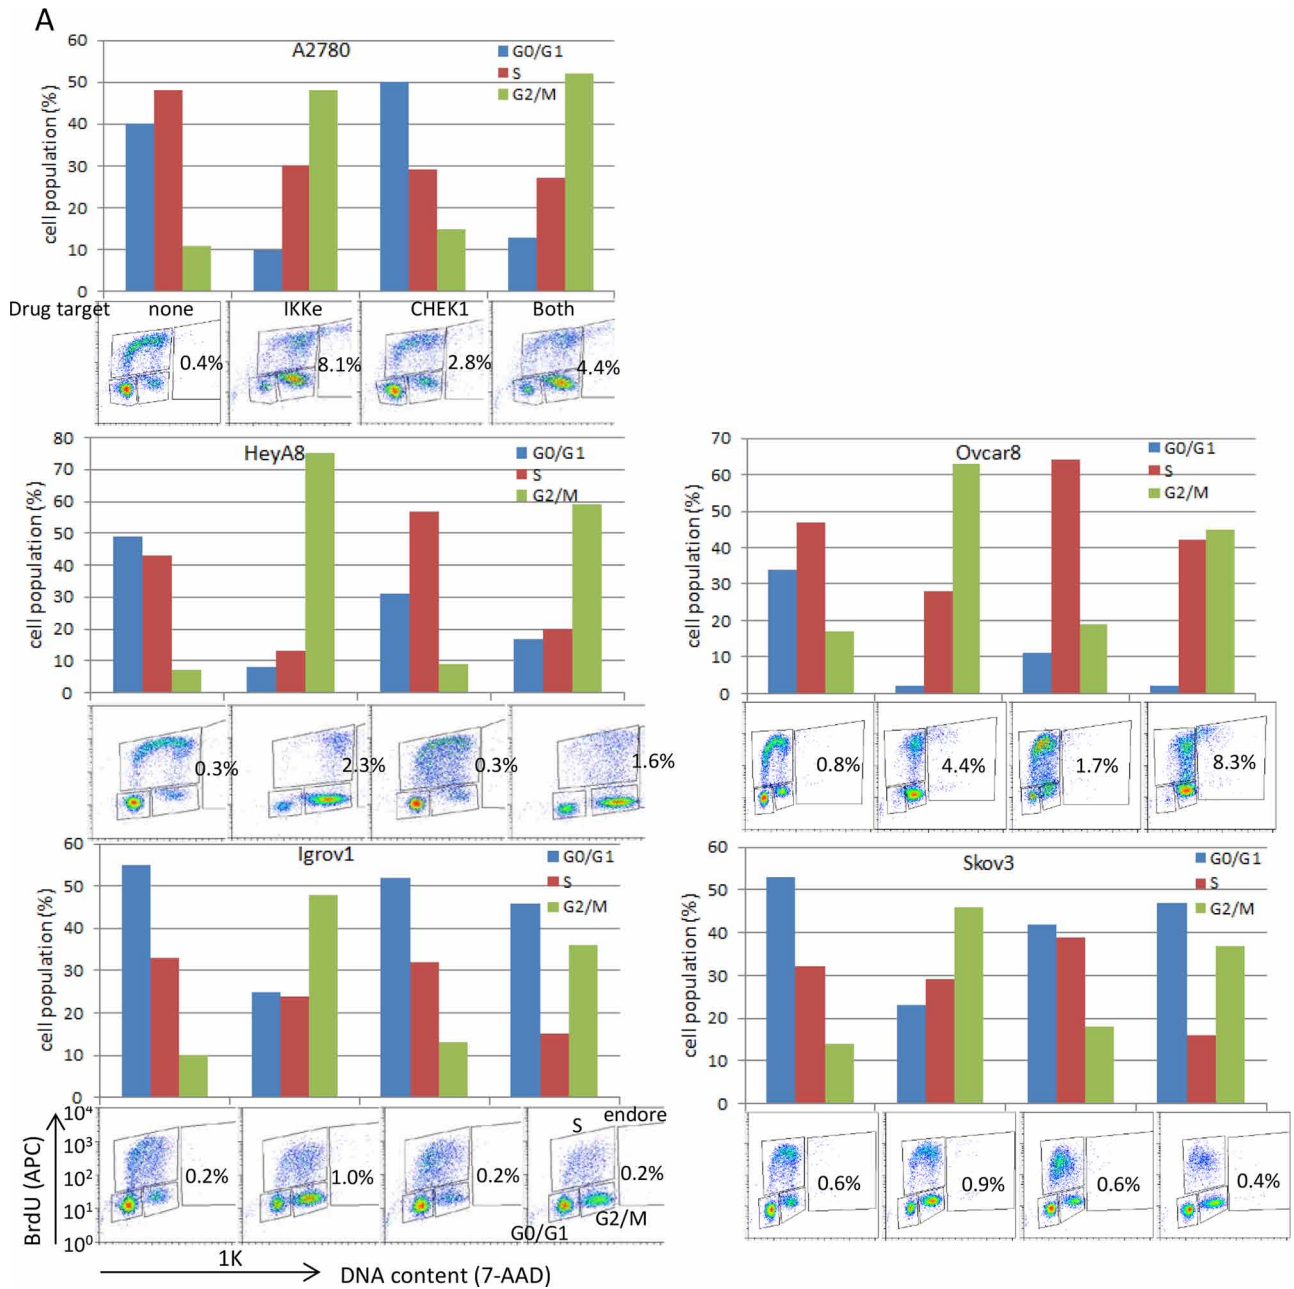 A
A2780
G0/G1
S
G2/M
cell population (%)
60
50
40
30
20
10
0
Drug target none IKKe CHEK1 Both
0.4% 8.1% 2.8% 4.4%
HeyA8
G0/G1
S
G2/M
cell population (%)
80
70
60
50
40
30
20
10
0
0.3% 2.3% 0.3% 1.6%
Ovcar8
G0/G1
S
G2/M
cell population (%)
70
60
50
40
30
20
10
0
0.8% 4.4% 1.7% 8.3%
Igrov1
G0/G1
S
G2/M
cell population (%)
60
50
40
30
20
10
0
BrdU (APC)
10⁴
10³
10²
10¹
10⁰
S endore
0.2% 1.0% 0.2% 0.2%
G0/G1 G2/M
1K
DNA content (7-AAD)
Skov3
G0/G1
S
G2/M
cell population (%)
60
50
40
30
20
10
0
0.6% 0.9% 0.6% 0.4%